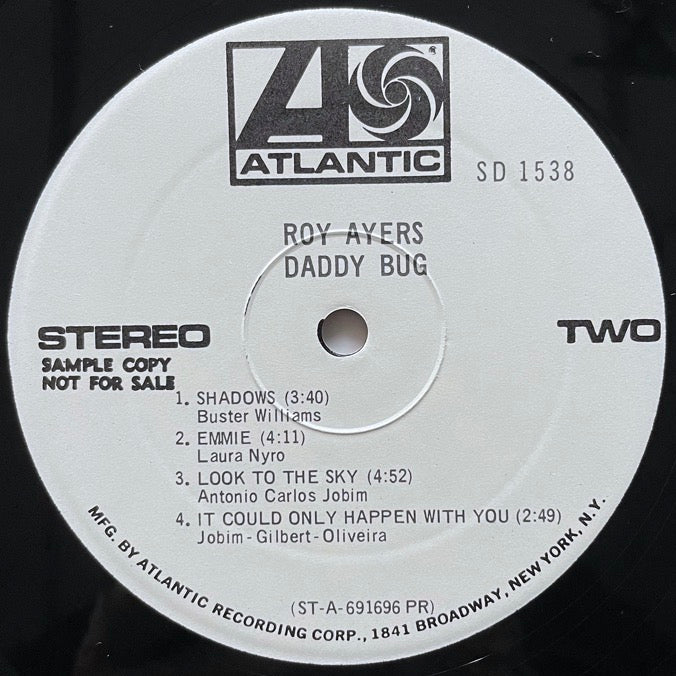 ATLANTIC
SD 1538
ROY AYERS
DADDY BUG
STEREO
TWO
SAMPLE COPY
NOT FOR SALE
1. SHADOWS (3:40)
Buster Williams
2. EMMIE (4:11)
Laura Nyro
3. LOOK TO THE SKY (4:52)
Antonio Carlos Jobim
4. IT COULD ONLY HAPPEN WITH YOU (2:49)
Jobim-Gilbert-Oliveira
(ST-A-691696 PR)
MFG. BY ATLANTIC RECORDING CORP., 1841 BROADWAY, NEW YORK, N.Y.